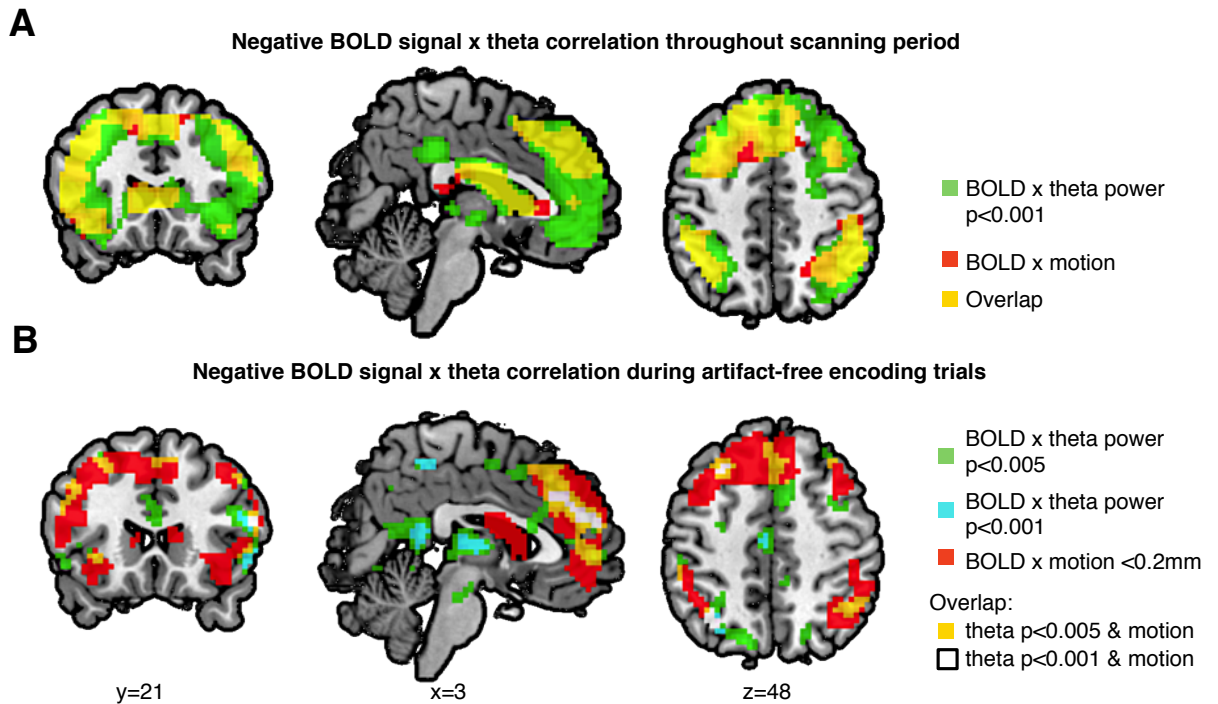 A
Negative BOLD signal x theta correlation throughout scanning period
BOLD x theta power
p<0.001
BOLD x motion
Overlap
B
Negative BOLD signal x theta correlation during artifact-free encoding trials
BOLD x theta power
p<0.005
BOLD x theta power
p<0.001
BOLD x motion <0.2mm
Overlap:
theta p<0.005 & motion
theta p<0.001 & motion
y=21
x=3
z=48